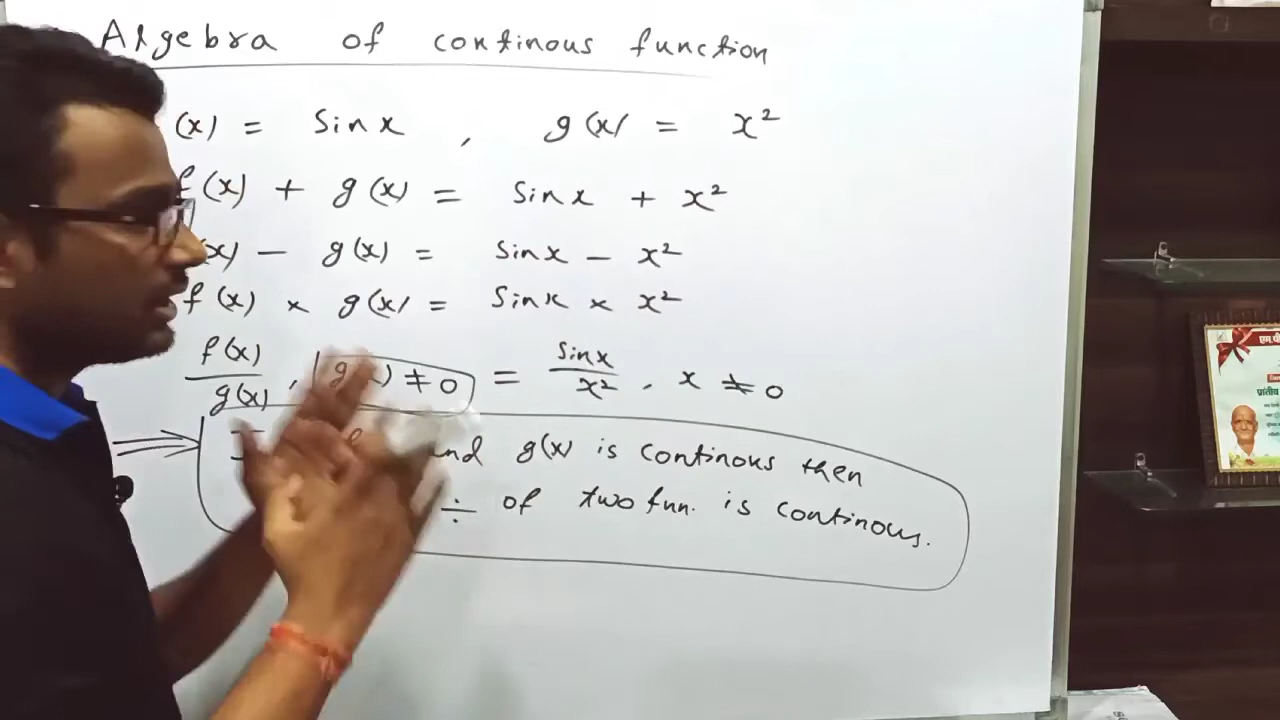 Algebra of continous function
(x) = Sinx , g(x) = x²
f(x) + g(x) = Sinx + x²
(x) - g(x) = Sinx - x²
f(x) × g(x) = Sinx × x²
f(x)/g(x) , g(x) ≠ 0 = Sinx/x² , x ≠ 0
⇒ and g(x) is continous then
÷ of two fun. is continous.